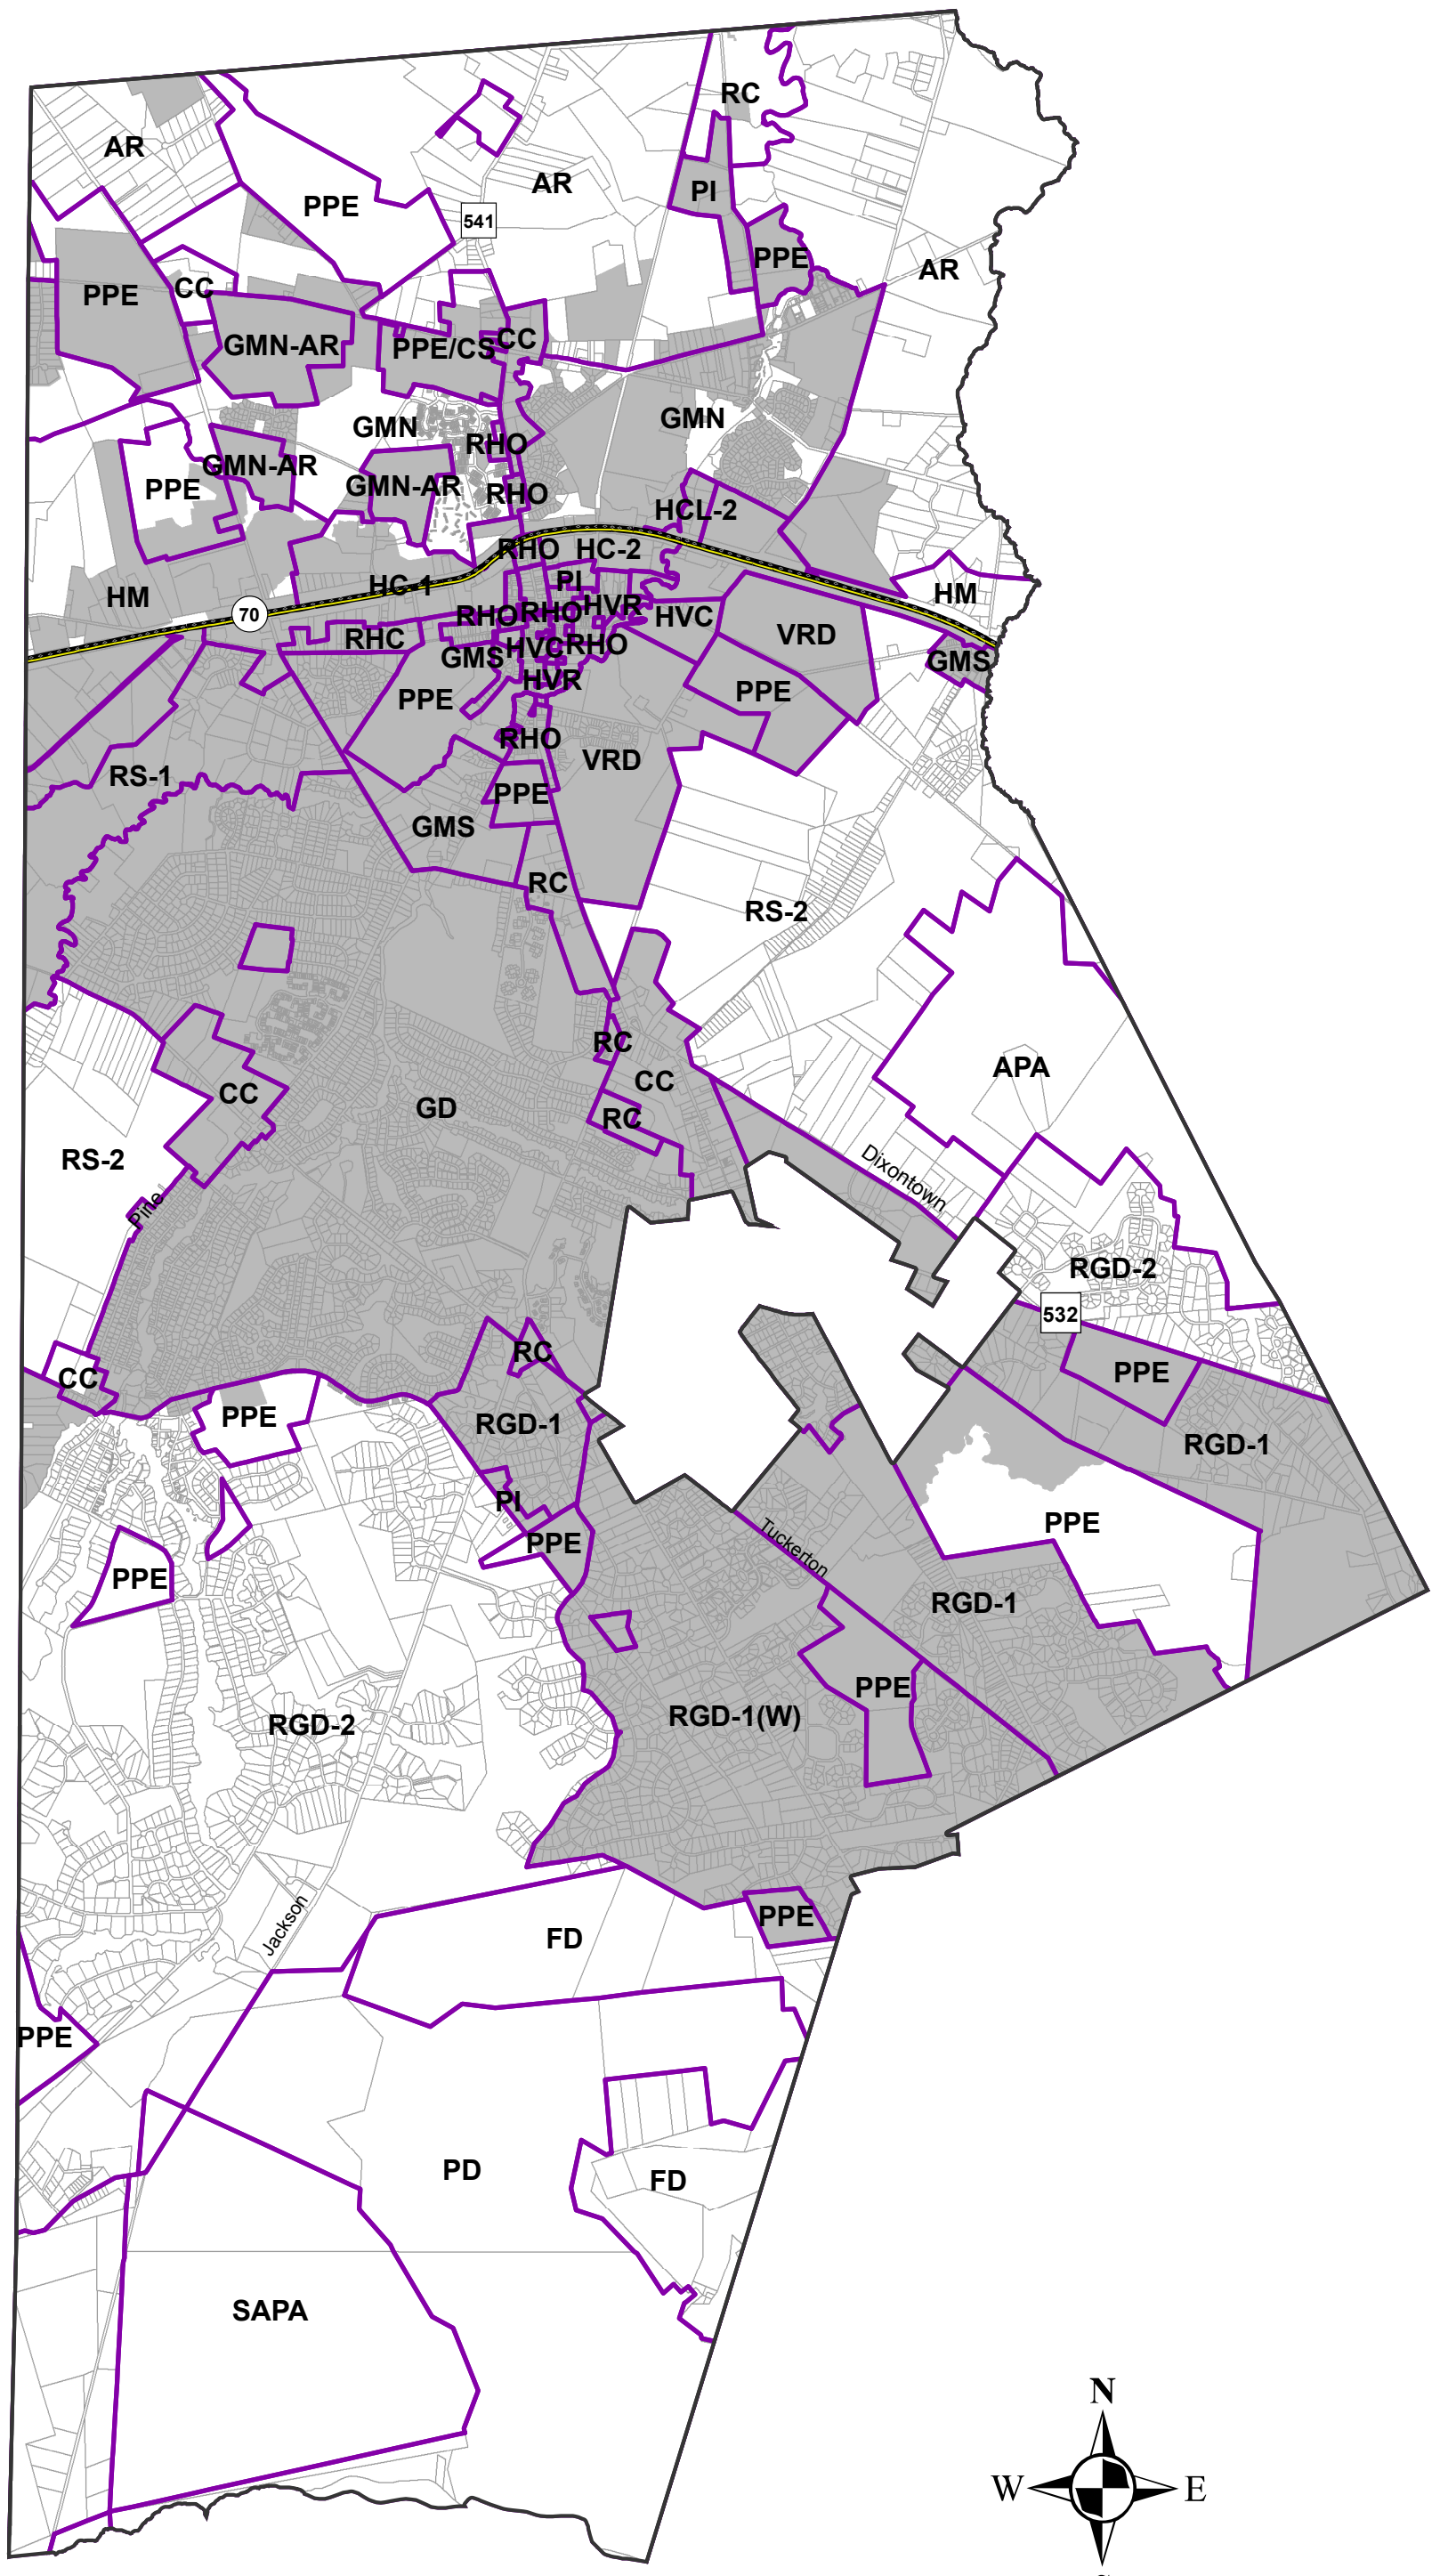 RC
AR
AR
PI
PPE
541
PPE
AR
CC
PPE
CC
GMN-AR
PPE/CS
GMN
GMN
RHO
GMN-AR
GMN-AR
PPE
RHO
HCL-2
RHO
HC-2
PI
HC-1
HM
HM
HVR
70
RHO
RHO
HVC
VRD
RHC
HVC
RHO
GMS
GMS
HVR
PPE
PPE
RHO
VRD
RS-1
PPE
GMS
RC
RS-2
RC
APA
CC
CC
GD
RC
RS-2
Dixontown
Pine
RGD-2
532
RC
PPE
CC
PPE
RGD-1
RGD-1
PI
PPE
PPE
Tuckerton
PPE
RGD-1
PPE
RGD-1(W)
RGD-2
PPE
Jackson
FD
PPE
PD
FD
SAPA
N
W
E